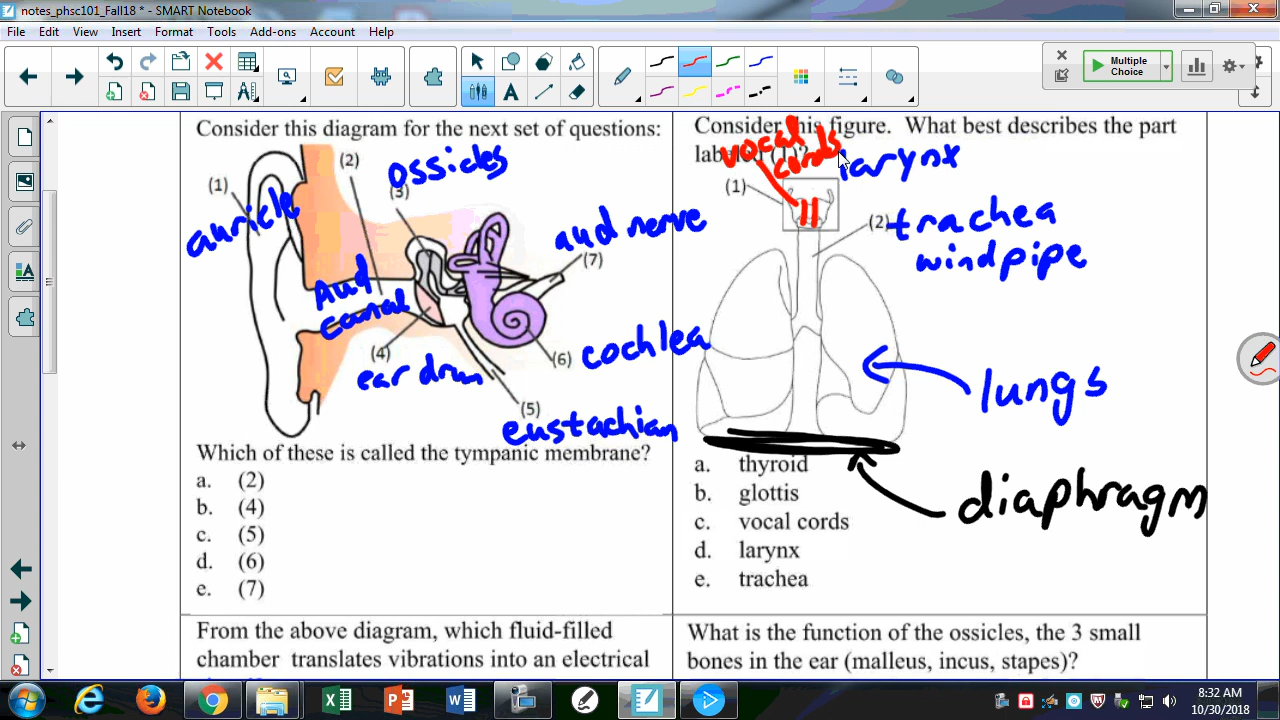 notes_phsc101_Fall18 * - SMART Notebook
File Edit View Insert Format Tools Add-ons Account Help
Multiple
Choice
Consider this diagram for the next set of questions:
(1)
(2)
ossicles
(3)
auricle
aud nerve
(7)
Aud
canal
(4)
ear drum
(6)
cochlea
(5)
eustachian
Which of these is called the tympanic membrane?
a. (2)
b. (4)
c. (5)
d. (6)
e. (7)
From the above diagram, which fluid-filled
chamber translates vibrations into an electrical
Consider this figure. What best describes the part
labeled (1)?
vocal
cords
larynx
(1)
(2)
trachea
windpipe
lungs
diaphragm
a. thyroid
b. glottis
c. vocal cords
d. larynx
e. trachea
What is the function of the ossicles, the 3 small
bones in the ear (malleus, incus, stapes)?
8:32 AM
10/30/2018